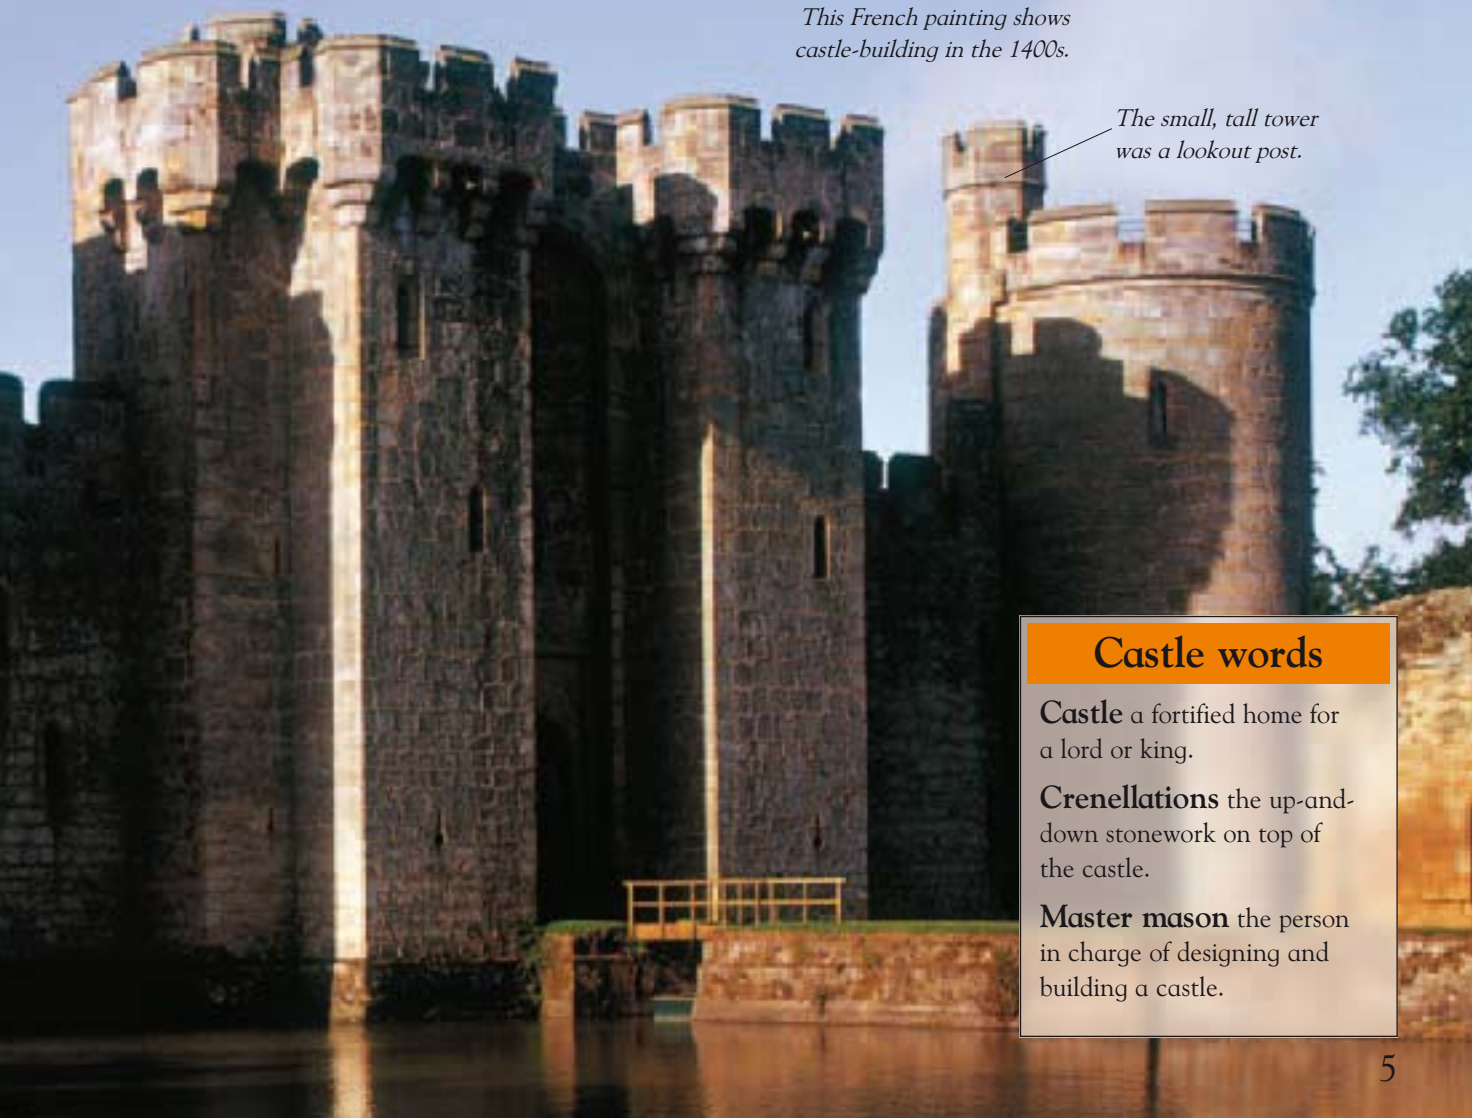 This French painting shows
castle-building in the 1400s.
The small, tall tower
was a lookout post.
Castle words
Castle a fortified home for
a lord or king.
Crenellations the up-and-
down stonework on top of
the castle.
Master mason the person
in charge of designing and
building a castle.
5